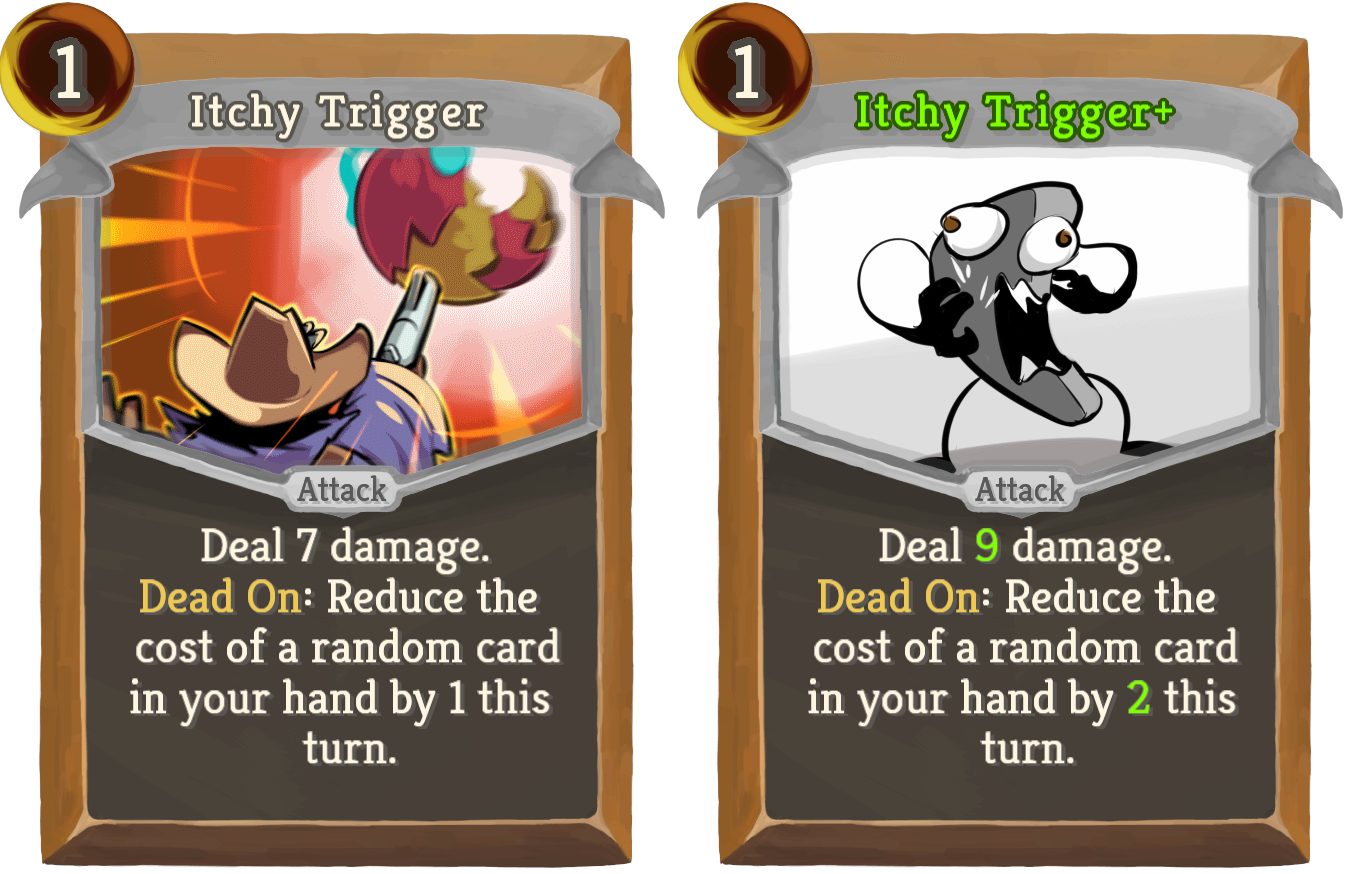 1
Itchy Trigger
Attack
Deal 7 damage.
Dead On: Reduce the
cost of a random card
in your hand by 1 this
turn.
1
Itchy Trigger+
Attack
Deal 9 damage.
Dead On: Reduce the
cost of a random card
in your hand by 2 this
turn.